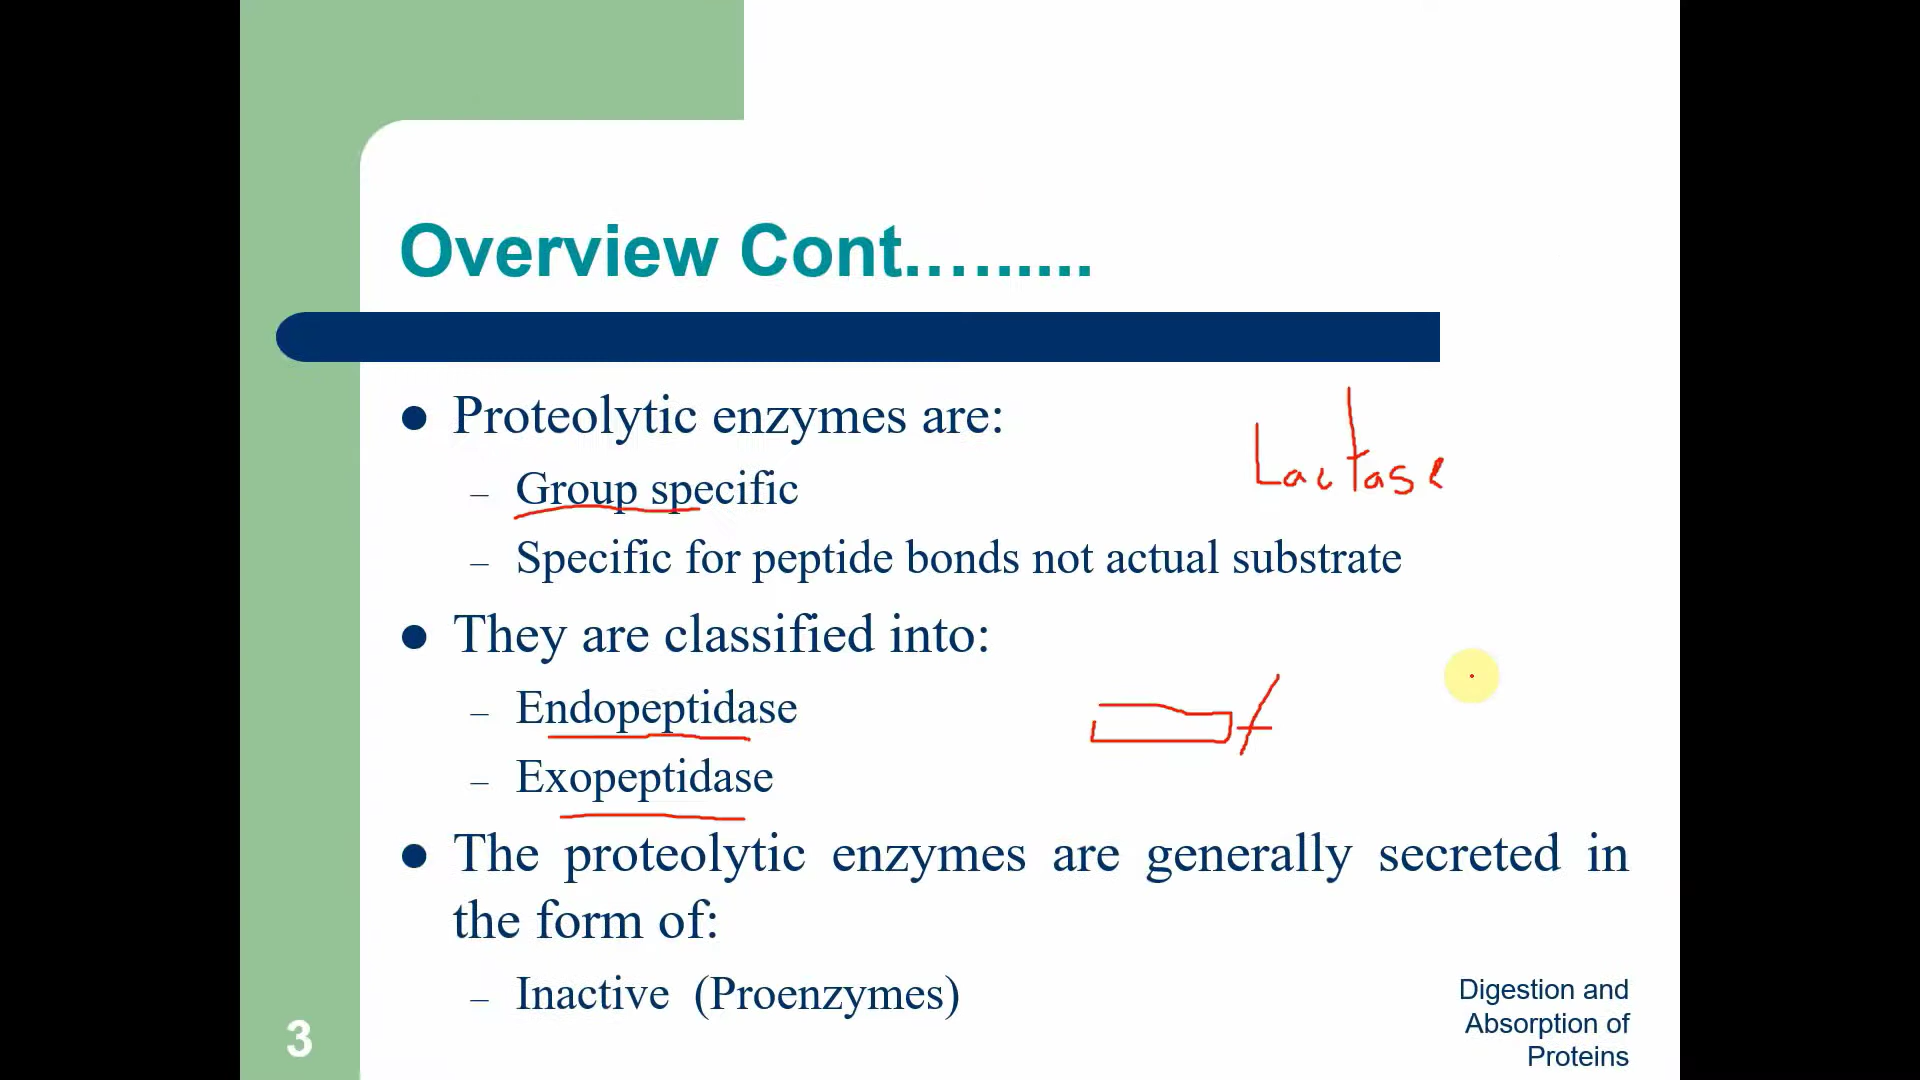 Overview Cont……....
● Proteolytic enzymes are:
– Group specific
Lactase
– Specific for peptide bonds not actual substrate
● They are classified into:
– Endopeptidase
– Exopeptidase
● The proteolytic enzymes are generally secreted in
the form of:
– Inactive (Proenzymes)
3
Digestion and
Absorption of
Proteins